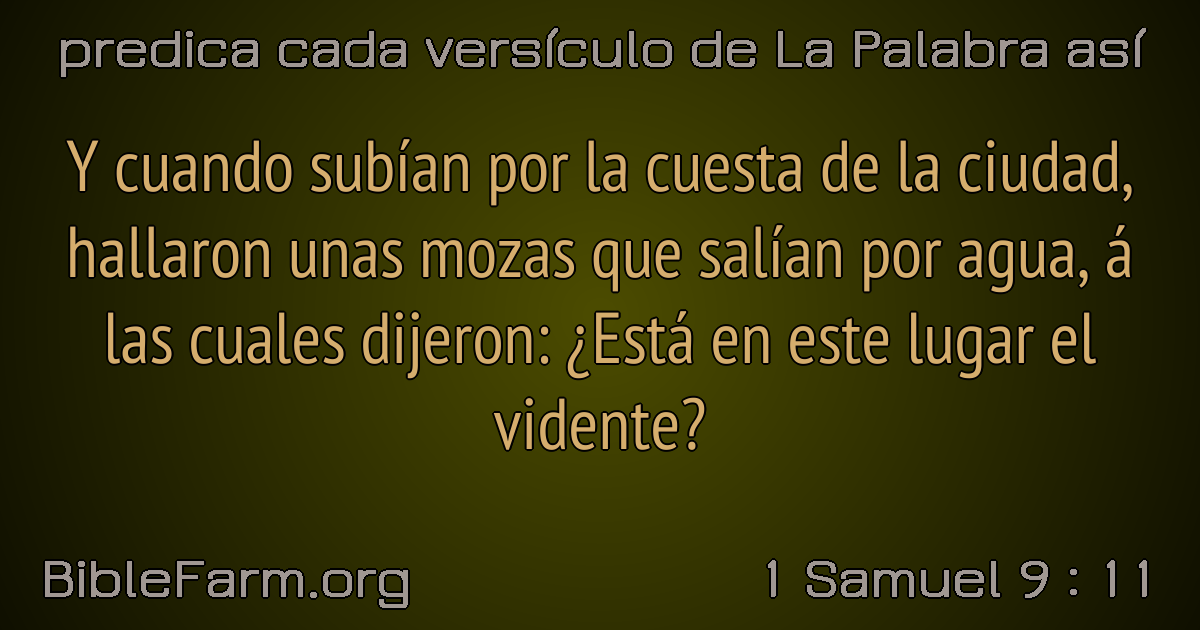 predica cada versículo de La Palabra así
Y cuando subían por la cuesta de la ciudad,
hallaron unas mozas que salían por agua, á
las cuales dijeron: ¿Está en este lugar el
vidente?
BibleFarm.org
1 Samuel 9 : 11